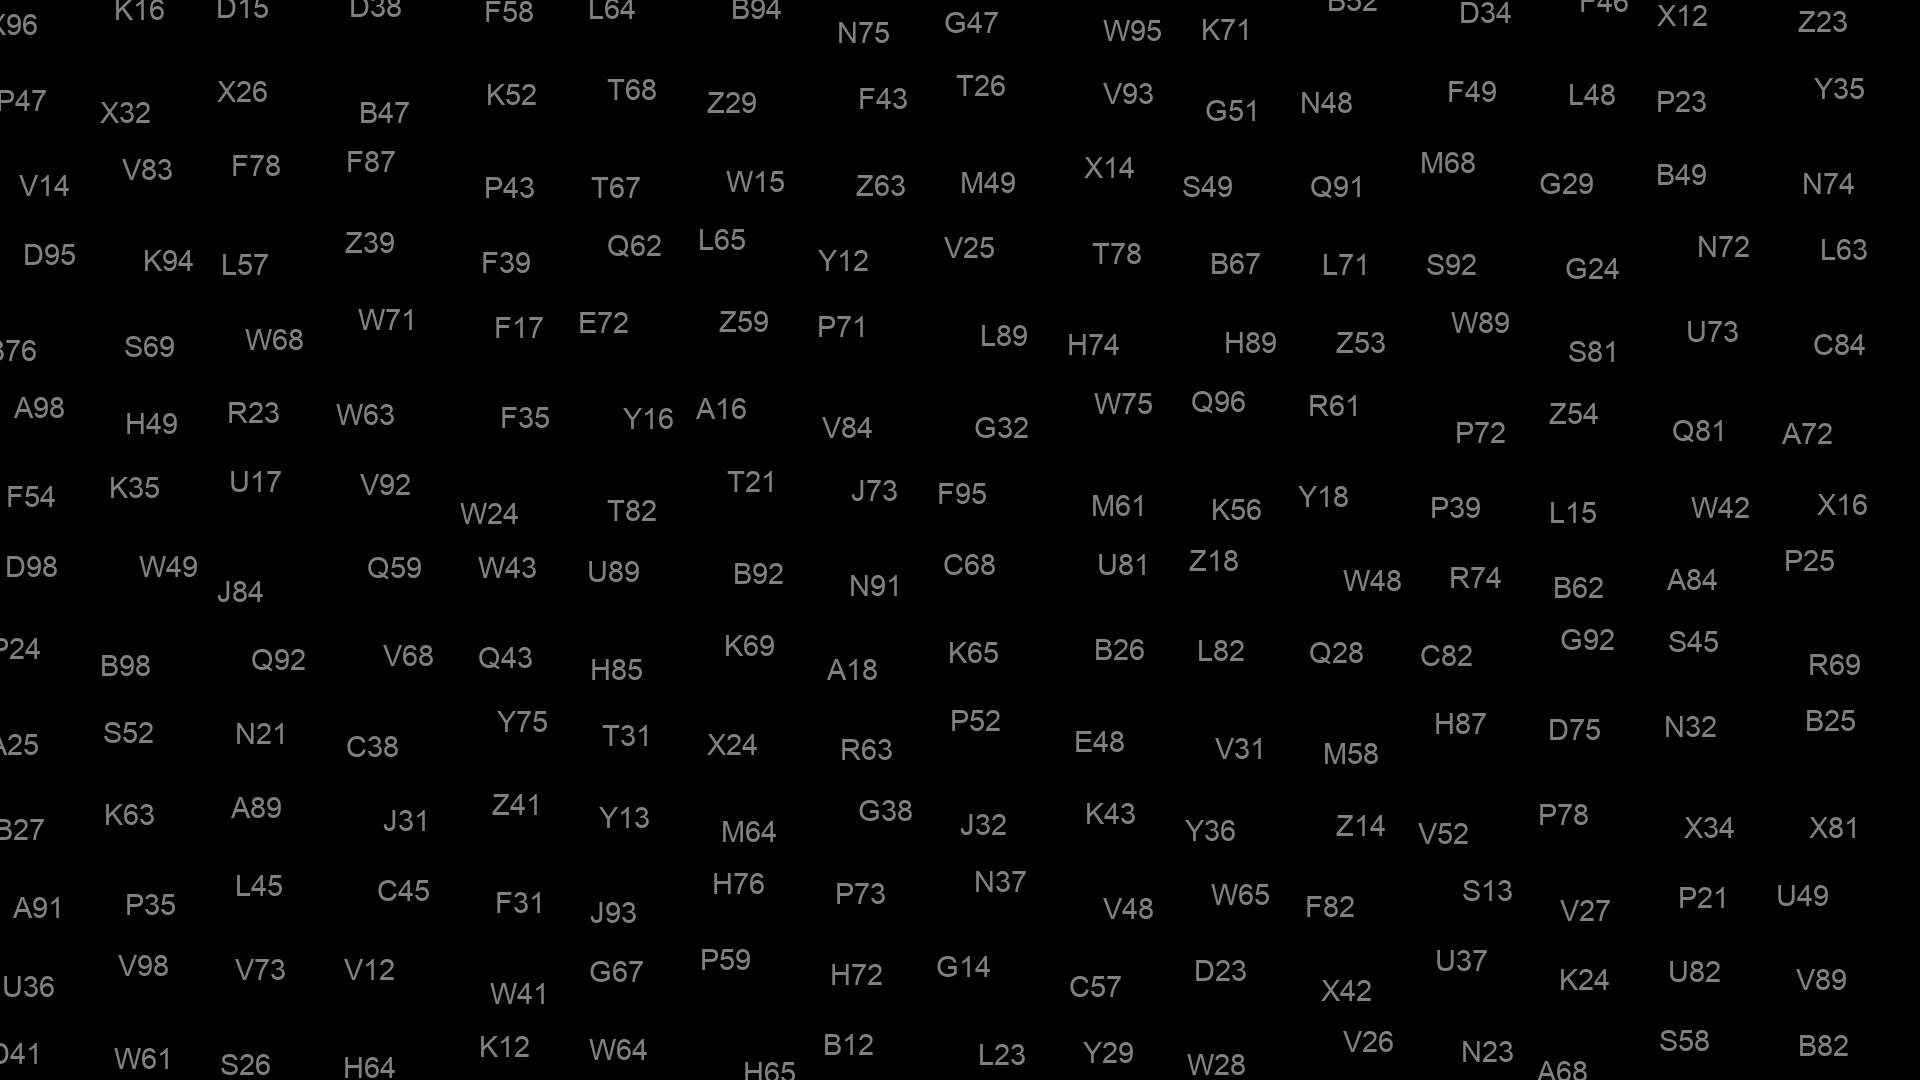 K16 D15 D38 F58 L64 B94 N75 G47 W95 K71 B52 D34 F46 X12 Z23
P47 X32 X26 B47 K52 T68 Z29 F43 T26 V93 G51 N48 F49 L48 P23 Y35
V14 V83 F78 F87 P43 T67 W15 Z63 M49 X14 S49 Q91 M68 G29 B49 N74
D95 K94 L57 Z39 F39 Q62 L65 Y12 V25 T78 B67 L71 S92 G24 N72 L63
S69 W68 W71 F17 E72 Z59 P71 L89 H74 H89 Z53 W89 S81 U73 C84
A98 H49 R23 W63 F35 Y16 A16 V84 G32 W75 Q96 R61 P72 Z54 Q81 A72
F54 K35 U17 V92 W24 T82 T21 J73 F95 M61 K56 Y18 P39 L15 W42 X16
D98 W49 J84 Q59 W43 U89 B92 N91 C68 U81 Z18 W48 R74 B62 A84 P25
P24 B98 Q92 V68 Q43 H85 K69 A18 K65 B26 L82 Q28 C82 G92 S45 R69
A25 S52 N21 C38 Y75 T31 X24 R63 P52 E48 V31 M58 H87 D75 N32 B25
B27 K63 A89 J31 Z41 Y13 M64 G38 J32 K43 Y36 Z14 V52 P78 X34 X81
A91 P35 L45 C45 F31 J93 H76 P73 N37 V48 W65 F82 S13 V27 P21 U49
U36 V98 V73 V12 W41 G67 P59 H72 G14 C57 D23 X42 U37 K24 U82 V89
W61 S26 H64 K12 W64 H65 B12 L23 Y29 W28 V26 N23 A68 S58 B82